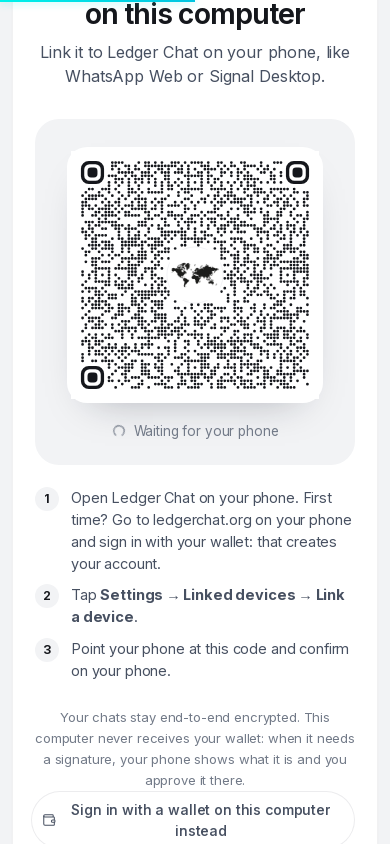 on this computer
Link it to Ledger Chat on your phone, like
WhatsApp Web or Signal Desktop.
Waiting for your phone
1 Open Ledger Chat on your phone. First
time? Go to ledgerchat.org on your phone
and sign in with your wallet: that creates
your account.
2 Tap Settings → Linked devices → Link
a device.
3 Point your phone at this code and confirm
on your phone.
Your chats stay end-to-end encrypted. This
computer never receives your wallet: when it needs
a signature, your phone shows what it is and you
approve it there.
Sign in with a wallet on this computer
instead